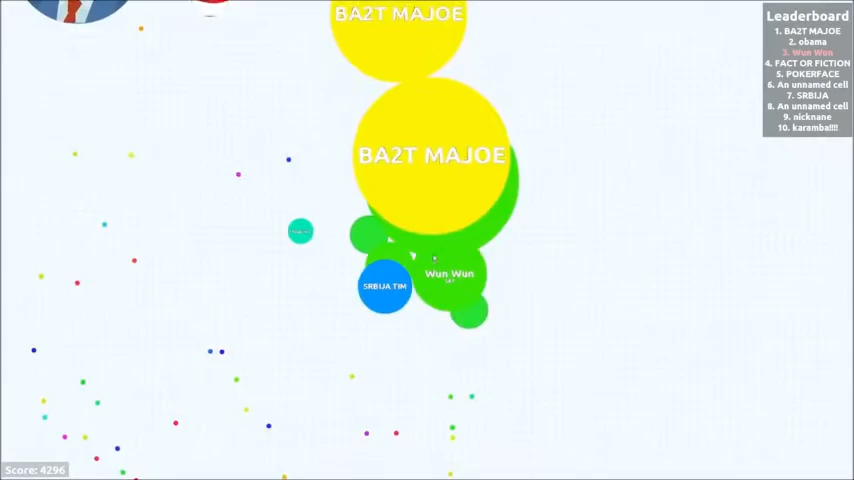 BA2T MAJOE
Leaderboard
1. BA2T MAJOE
2. obama
3. Wun Wun
4. FACT OR FICTION
5. POKERFACE
6. An unnamed cell
7. SRBIJA
8. An unnamed cell
9. nicknane
10. karamba!!!!
BA2T MAJOE
Wun Wun
SRBIJA TIM
Score: 4296